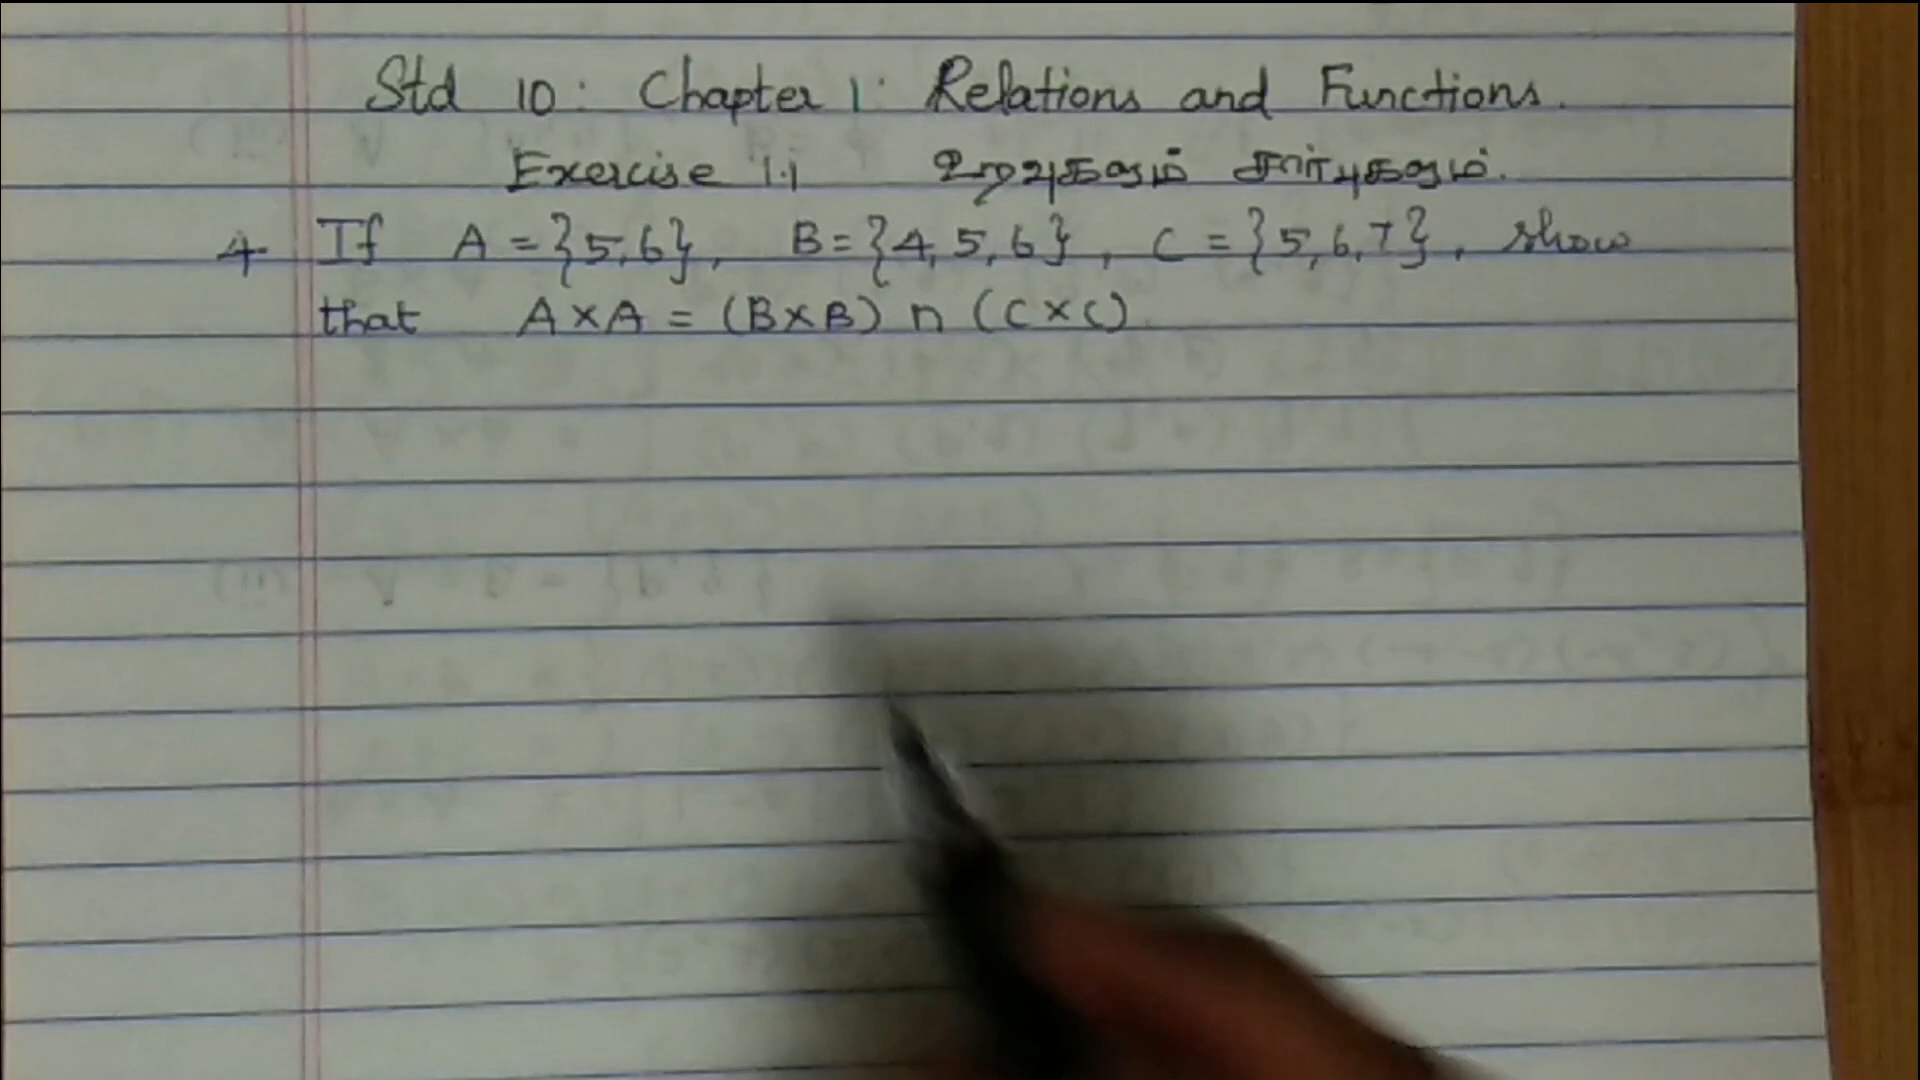 Std 10: Chapter 1: Relations and Functions.
Exercise 1.1 உறவுகளும் சார்புகளும்.
4. If A = {5,6}, B = {4,5,6}, C = {5,6,7}, show
that A×A = (B×B) ∩ (C×C)